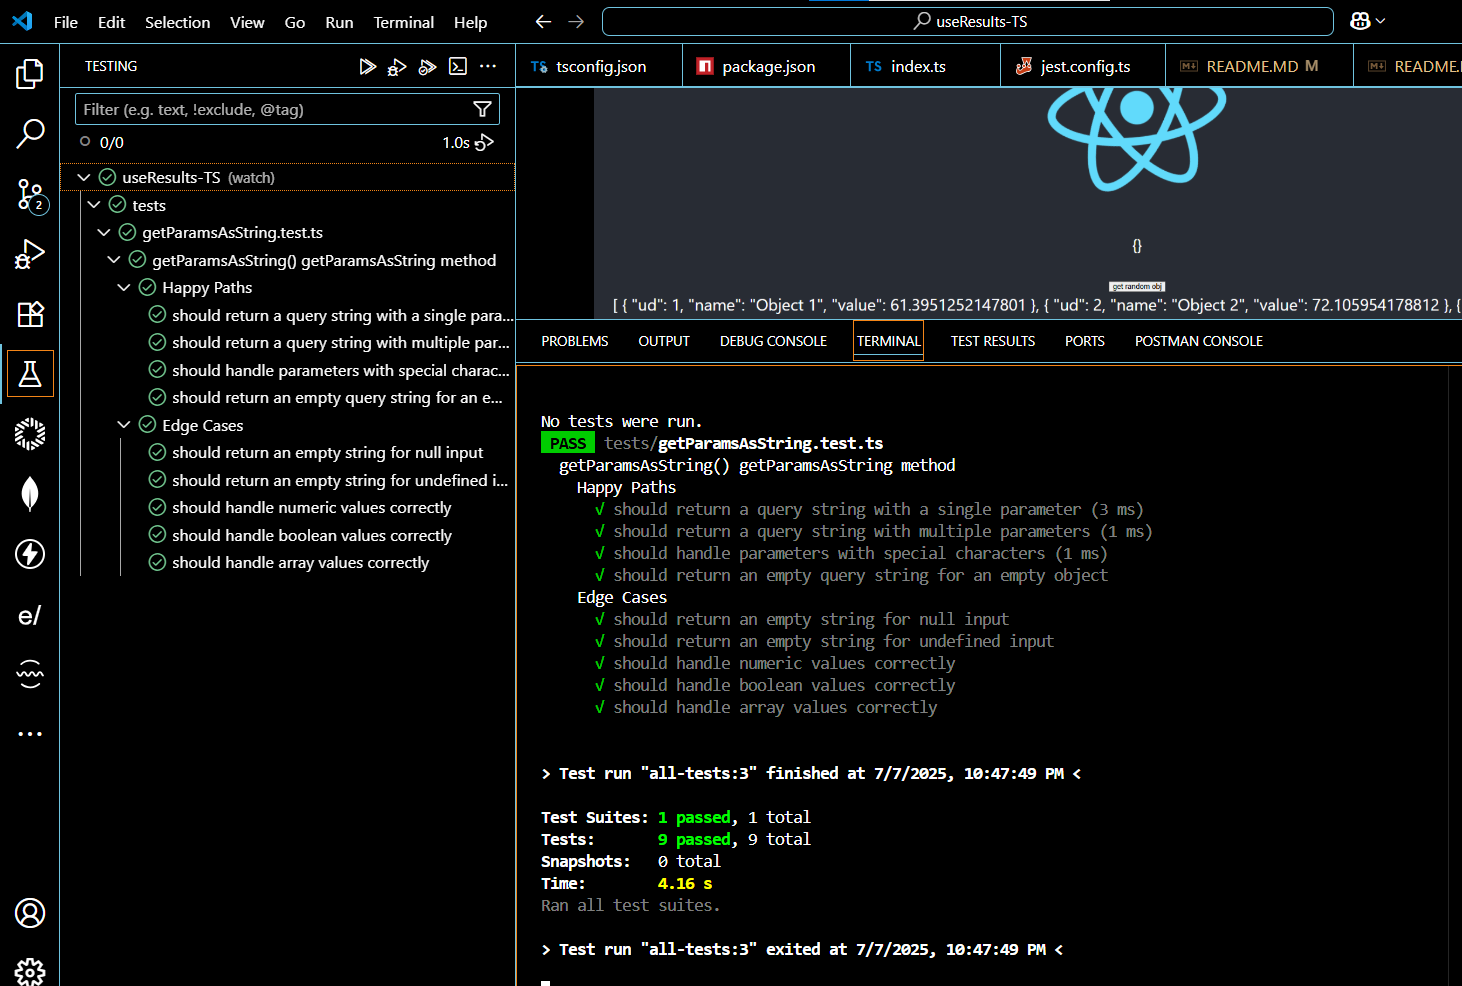 File Edit Selection View Go Run Terminal Help
useResults-TS
TESTING
TS tsconfig.json
n package.json
TS index.ts
jest.config.ts
README.MD M
README.
Filter (e.g. text, !exclude, @tag)
0/0
1.0s
useResults-TS (watch)
tests
getParamsAsString.test.ts
getParamsAsString() getParamsAsString method
Happy Paths
should return a query string with a single para...
should return a query string with multiple par...
should handle parameters with special charac...
should return an empty query string for an e...
Edge Cases
should return an empty string for null input
should return an empty string for undefined i...
should handle numeric values correctly
should handle boolean values correctly
should handle array values correctly
2
e/
{}
get random obj
[ { "ud": 1, "name": "Object 1", "value": 61.3951252147801 }, { "ud": 2, "name": "Object 2", "value": 72.105954178812 }, {
PROBLEMS OUTPUT DEBUG CONSOLE TERMINAL TEST RESULTS PORTS POSTMAN CONSOLE
No tests were run.
PASS tests/getParamsAsString.test.ts
getParamsAsString() getParamsAsString method
Happy Paths
√ should return a query string with a single parameter (3 ms)
√ should return a query string with multiple parameters (1 ms)
√ should handle parameters with special characters (1 ms)
√ should return an empty query string for an empty object
Edge Cases
√ should return an empty string for null input
√ should return an empty string for undefined input
√ should handle numeric values correctly
√ should handle boolean values correctly
√ should handle array values correctly
> Test run "all-tests:3" finished at 7/7/2025, 10:47:49 PM <
Test Suites: 1 passed, 1 total
Tests: 9 passed, 9 total
Snapshots: 0 total
Time: 4.16 s
Ran all test suites.
> Test run "all-tests:3" exited at 7/7/2025, 10:47:49 PM <